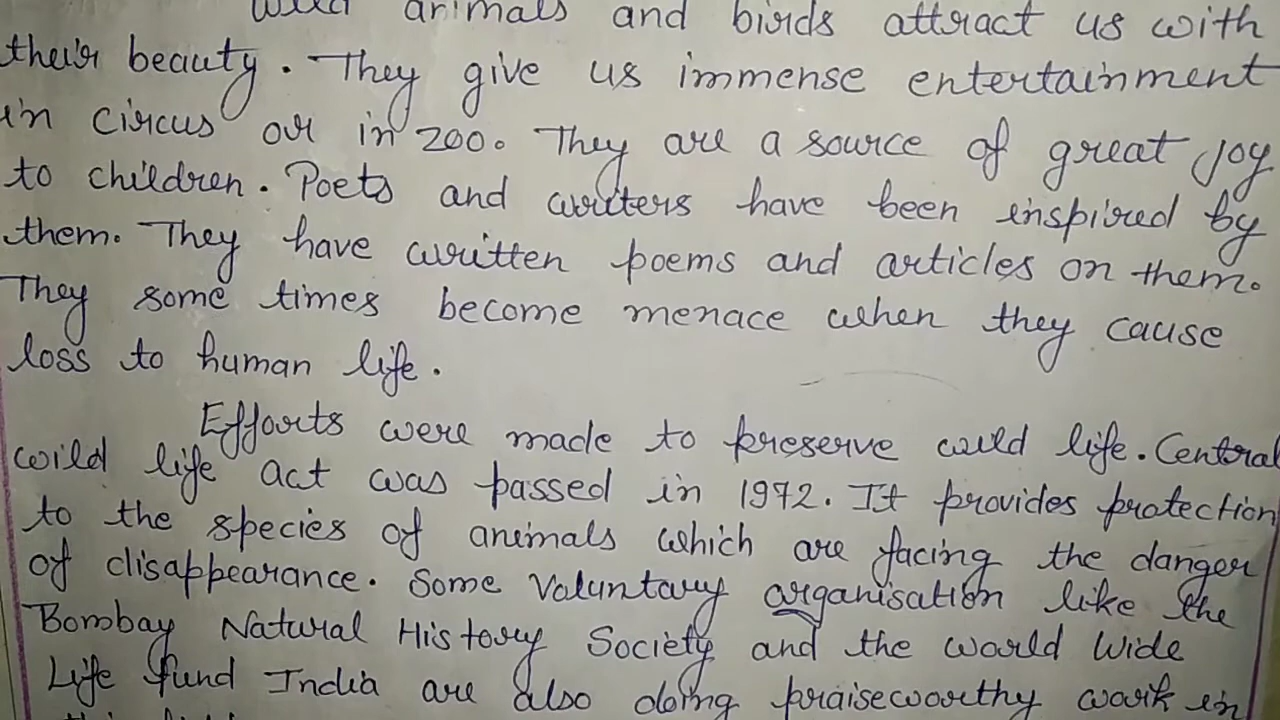 wild animals and birds attract us with
their beauty. They give us immense entertainment
in circus or in zoo. They are a source of great joy
to children. Poets and writers have been inspired by
them. They have written poems and articles on them.
They some times become menace when they cause
loss to human life.
Efforts were made to preserve wild life. Central
wild life act was passed in 1972. It provides protection
to the species of animals which are facing the danger
of disappearance. Some Voluntary organisation like the
Bombay Natural History Society and the World Wide
Life fund India are also doing praiseworthy work in